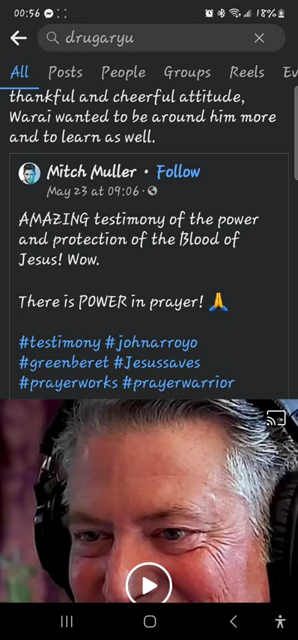 00:56
18%
drugaryu
All Posts People Groups Reels Ev
thankful and cheerful attitude,
Warai wanted to be around him more
and to learn as well.
Mitch Muller • Follow
May 23 at 09:06 ·
AMAZING testimony of the power
and protection of the Blood of
Jesus! Wow.
There is POWER in prayer! 🙏
#testimony #johnarroyo
#greenberet #Jesussaves
#prayerworks #prayerwarrior